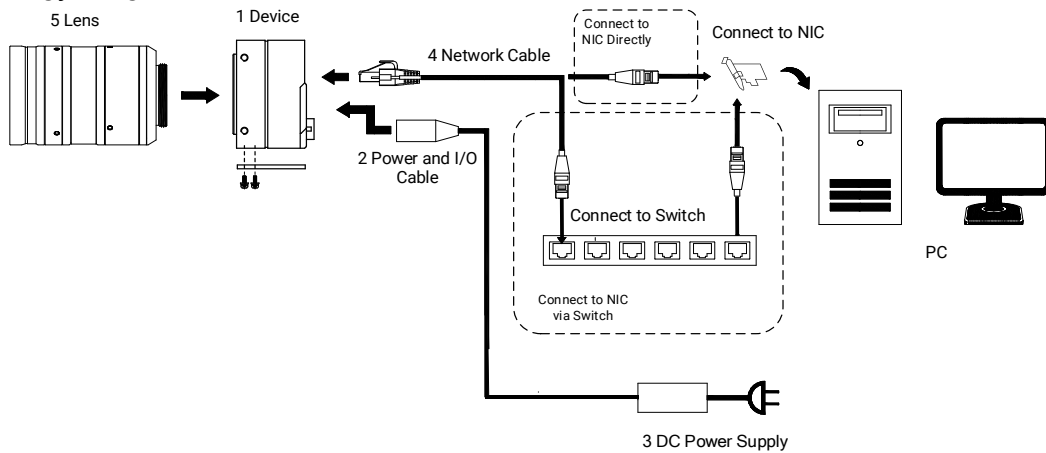 5 Lens
1 Device
4 Network Cable
Connect to
NIC Directly
Connect to NIC
2 Power and I/O
Cable
Connect to Switch
Connect to NIC
via Switch
PC
3 DC Power Supply